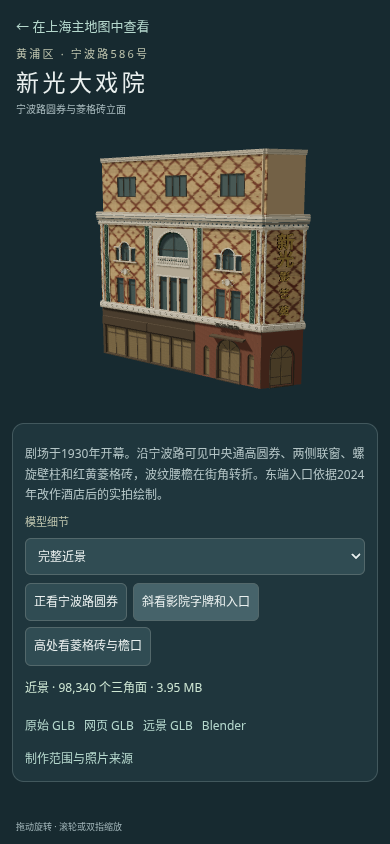 ← 在上海主地图中查看
黄浦区 · 宁波路586号
新光大戏院
宁波路圆券与菱格砖立面
剧场于1930年开幕。沿宁波路可见中央通高圆券、两侧联窗、螺
旋壁柱和红黄菱格砖，波纹腰檐在街角转折。东端入口依据2024
年改作酒店后的实拍绘制。
模型细节
完整近景
正看宁波路圆券
斜看影院字牌和入口
高处看菱格砖与檐口
近景 · 98,340 个三角面 · 3.95 MB
原始 GLB 网页 GLB 远景 GLB Blender
制作范围与照片来源
拖动旋转 · 滚轮或双指缩放